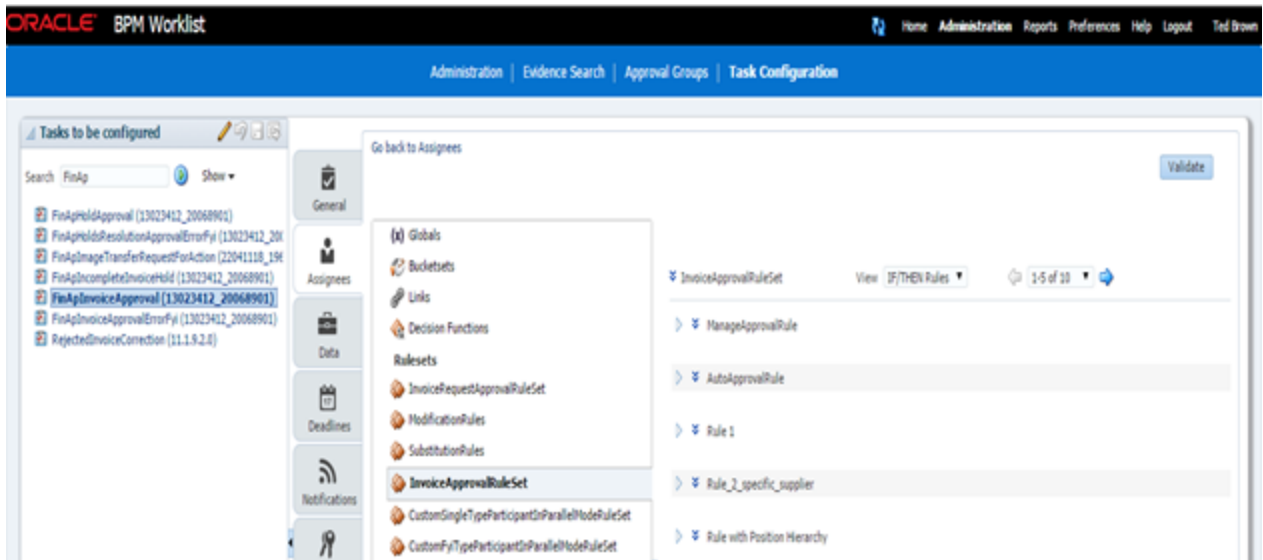 ORACLE BPM Worklist
Home Administration Reports Preferences Help Logout Ted Brown
Administration | Evidence Search | Approval Groups | Task Configuration
Tasks to be configured
Search FinAp Show
FinApHoldApproval (13023412_20068901)
FinApHoldsResolutionApprovalErrorFyi (13023412_200
FinApImageTransferRequestForAction (22041118_196
FinApIncompleteInvoiceHold (13023412_20068901)
FinApInvoiceApproval (13023412_20068901)
FinApInvoiceApprovalErrorFyi (13023412_20068901)
RejectedInvoiceCorrection (11.1.9.2.0)
General
Assignees
Data
17
Deadlines
Notifications
Go back to Assignees
Validate
(x) Globals
Bucketsets
Links
Decision Functions
Rulesets
InvoiceRequestApprovalRuleSet
ModificationRules
SubstitutionRules
InvoiceApprovalRuleSet
CustomSingleTypeParticipantInParallelModeRuleSet
CustomFyiTypeParticipantInParallelModeRuleSet
InvoiceApprovalRuleSet View IF/THEN Rules 1-5 of 10
ManageApprovalRule
AutoApprovalRule
Rule 1
Rule_2_specific_supplier
Rule with Position Hierarchy